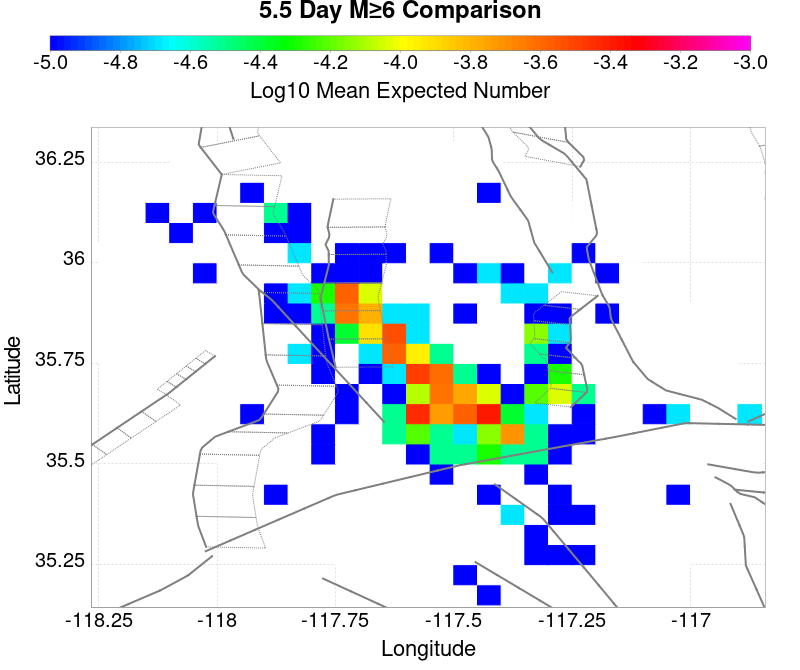 5.5 Day M≥6 Comparison
-5.0 -4.8 -4.6 -4.4 -4.2 -4.0 -3.8 -3.6 -3.4 -3.2 -3.0
Log10 Mean Expected Number
36.25
36
35.75
35.5
35.25
Latitude
-118.25 -118 -117.75 -117.5 -117.25 -117
Longitude